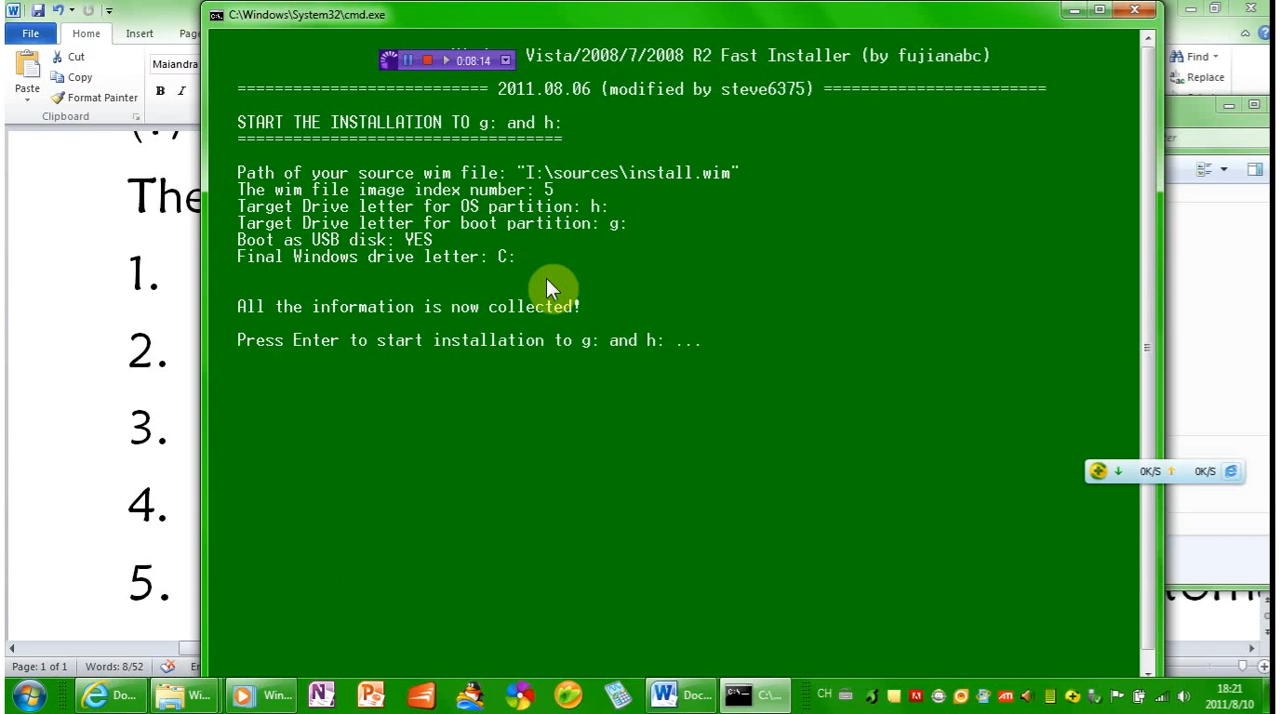 C:\Windows\System32\cmd.exe
File
Home
Insert
Cut
Copy
Format Painter
Paste
Clipboard
Maiandra
B I
Find
Replace
0:08:14
Vista/2008/7/2008 R2 Fast Installer (by fujianabc)
=========================== 2011.08.06 (modified by steve6375) ========================
START THE INSTALLATION TO g: and h:
===================================
Path of your source wim file: "I:\sources\install.wim"
The wim file image index number: 5
Target Drive letter for OS partition: h:
Target Drive letter for boot partition: g:
Boot as USB disk: YES
Final Windows drive letter: C:
All the information is now collected!
Press Enter to start installation to g: and h: ...
The
1.
2.
3.
4.
5.
0K/S 0K/S
Page: 1 of 1
Words: 8/52
Do...
Wi...
Win...
Doc...
C:\...
CH
18:21
2011/8/10